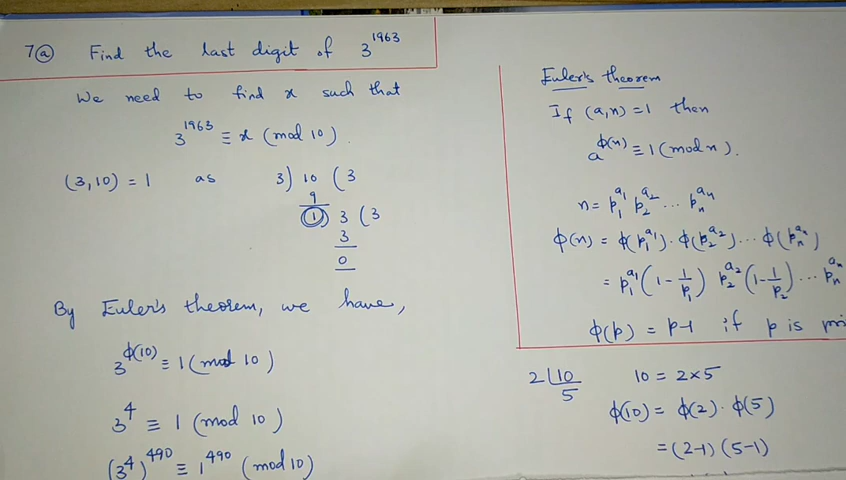 7ⓐ Find the last digit of 3^1963
We need to find x such that
3^1963 ≡ x (mod 10).
(3,10) = 1 as 3) 10 (3
9
1) 3 (3
3
0
By Euler's theorem, we have,
3^ϕ(10) ≡ 1 (mod 10)
3^4 ≡ 1 (mod 10)
(3^4)^490 ≡ 1^490 (mod 10)
Euler's theorem
If (a,n)=1 then
a^ϕ(n) ≡ 1 (mod n).
n = p₁^a₁ p₂^a₂ ... pₙ^aₙ
ϕ(n) = ϕ(p₁^a₁)·ϕ(p₂^a₂)...ϕ(pₙ^aₙ)
= p₁^a₁ (1 - 1/p₁) p₂^a₂ (1 - 1/p₂) ... pₙ^aₙ
ϕ(p) = p-1 if p is
2 | 10
5
10 = 2×5
ϕ(10) = ϕ(2)·ϕ(5)
= (2-1) (5-1)